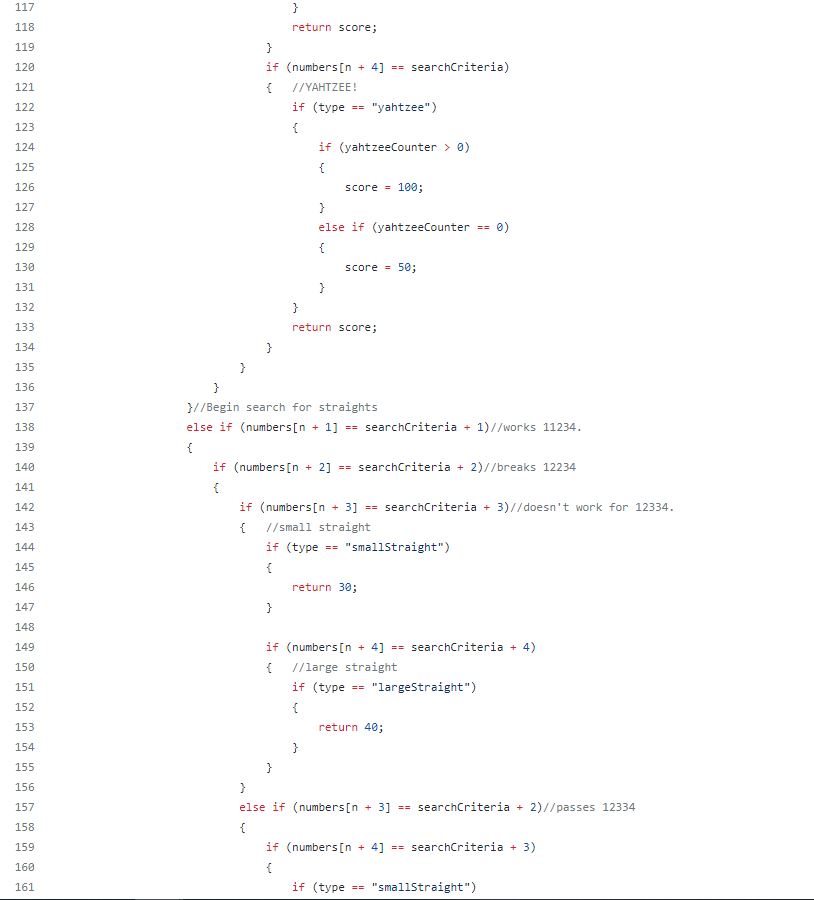 117 }
118 return score;
119 }
120 if (numbers[n + 4] == searchCriteria)
121 { //YAHTZEE!
122 if (type == "yahtzee")
123 {
124 if (yahtzeeCounter > 0)
125 {
126 score = 100;
127 }
128 else if (yahtzeeCounter == 0)
129 {
130 score = 50;
131 }
132 }
133 return score;
134 }
135 }
136 }
137 }//Begin search for straights
138 else if (numbers[n + 1] == searchCriteria + 1)//works 11234.
139 {
140 if (numbers[n + 2] == searchCriteria + 2)//breaks 12234
141 {
142 if (numbers[n + 3] == searchCriteria + 3)//doesn't work for 12334.
143 { //small straight
144 if (type == "smallStraight")
145 {
146 return 30;
147 }
148
149 if (numbers[n + 4] == searchCriteria + 4)
150 { //large straight
151 if (type == "largeStraight")
152 {
153 return 40;
154 }
155 }
156 }
157 else if (numbers[n + 3] == searchCriteria + 2)//passes 12334
158 {
159 if (numbers[n + 4] == searchCriteria + 3)
160 {
161 if (type == "smallStraight")